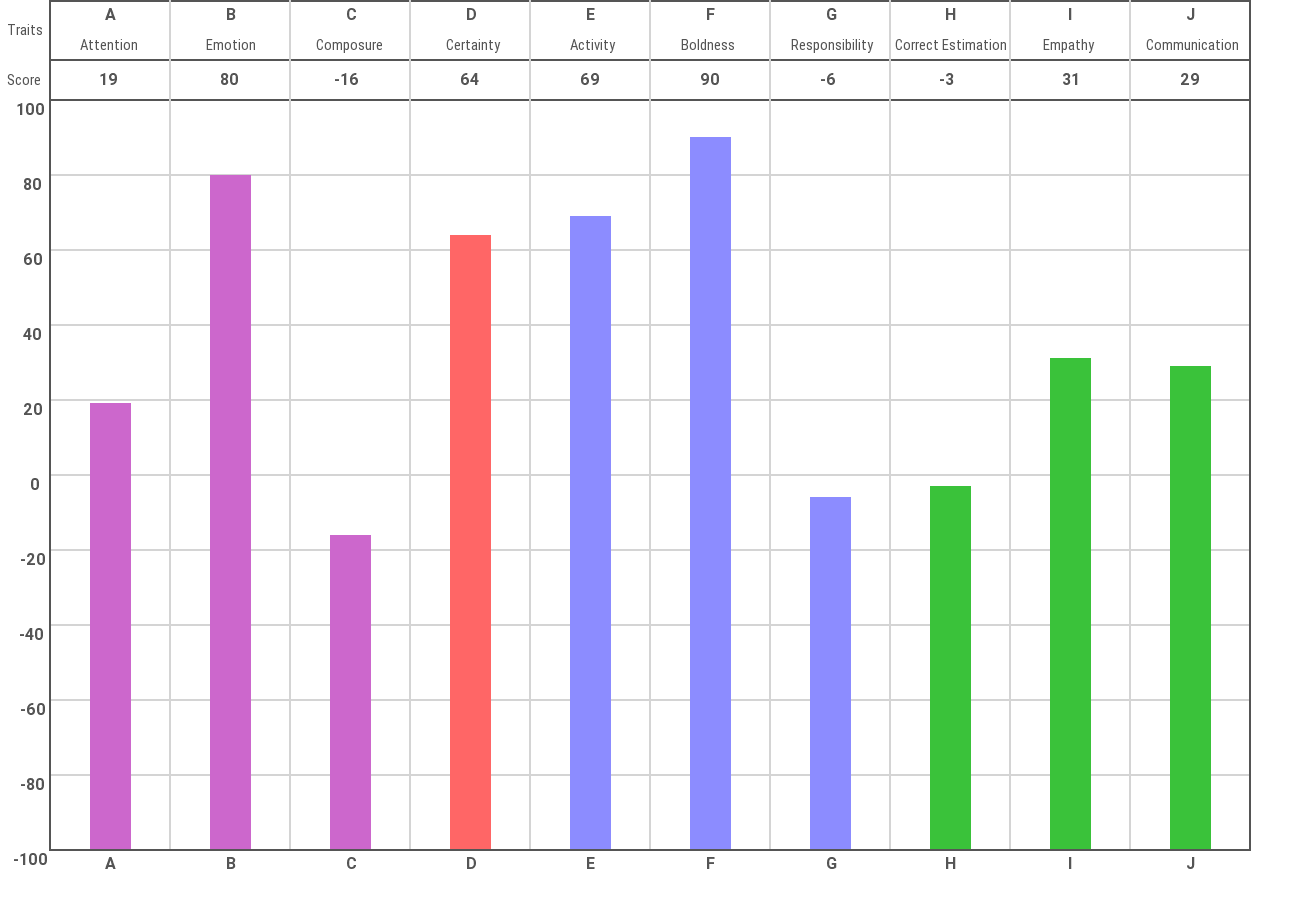 A B C D E F G H I J
Traits
Attention Emotion Composure Certainty Activity Boldness Responsibility Correct Estimation Empathy Communication
Score 19 80 -16 64 69 90 -6 -3 31 29
100
80
60
40
20
0
-20
-40
-60
-80
-100
A B C D E F G H I J